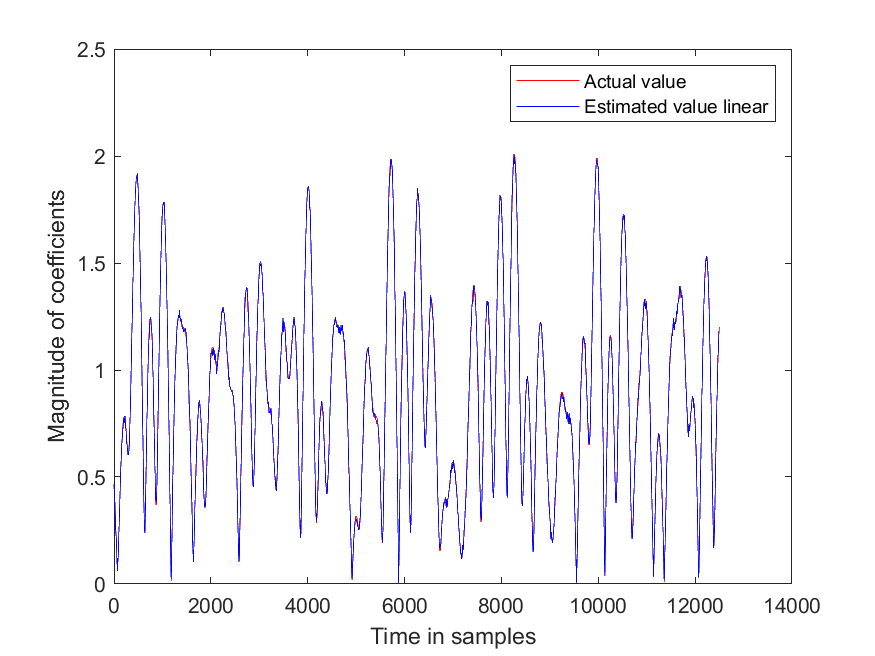 2.5
2
1.5
1
0.5
0
Magnitude of coefficients
Actual value
Estimated value linear
0 2000 4000 6000 8000 10000 12000 14000
Time in samples